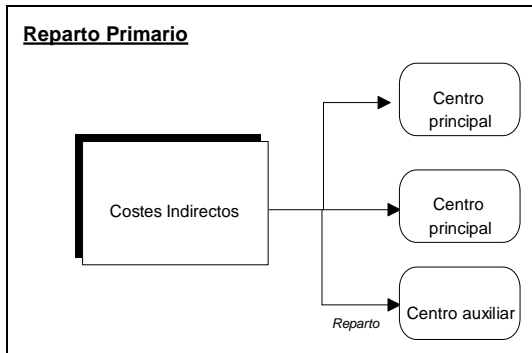 Reparto Primario
Centro
principal
Costes Indirectos
Centro
principal
Centro auxiliar
Reparto